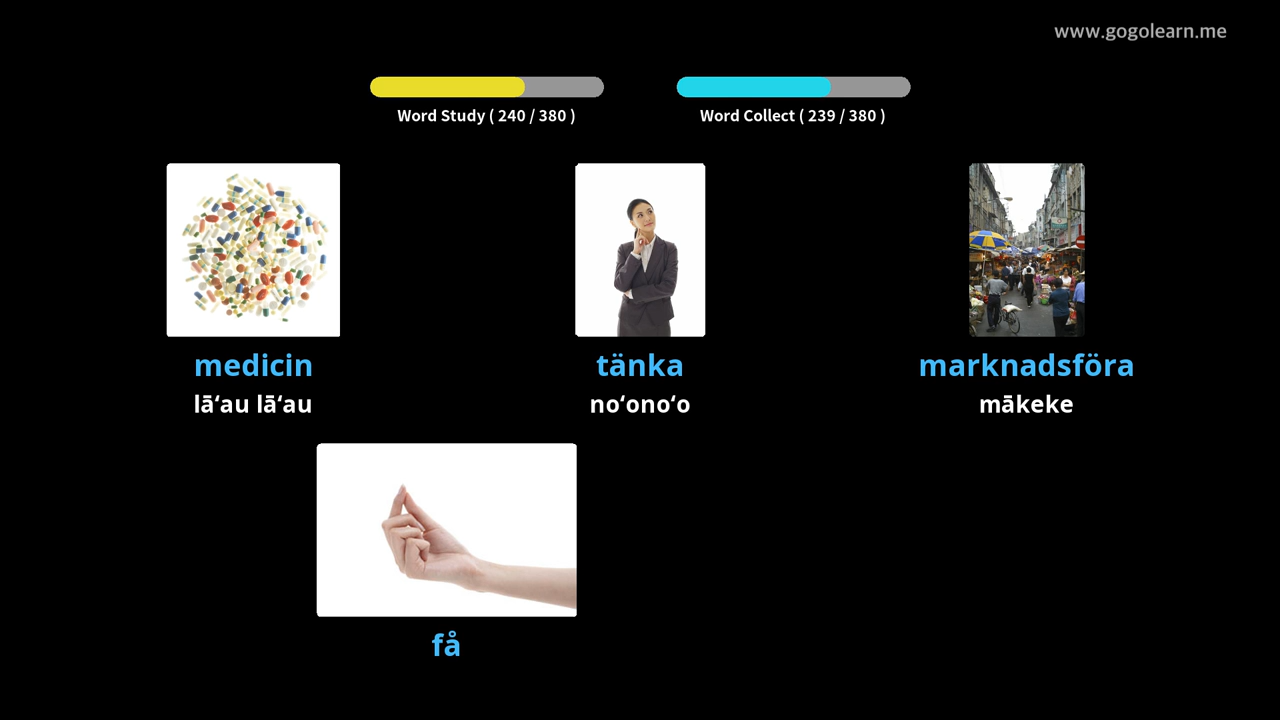 www.gogolearn.me
Word Study ( 240 / 380 )
Word Collect ( 239 / 380 )
medicin
lāʻau lāʻau
tänka
noʻonoʻo
marknadsföra
mākeke
få